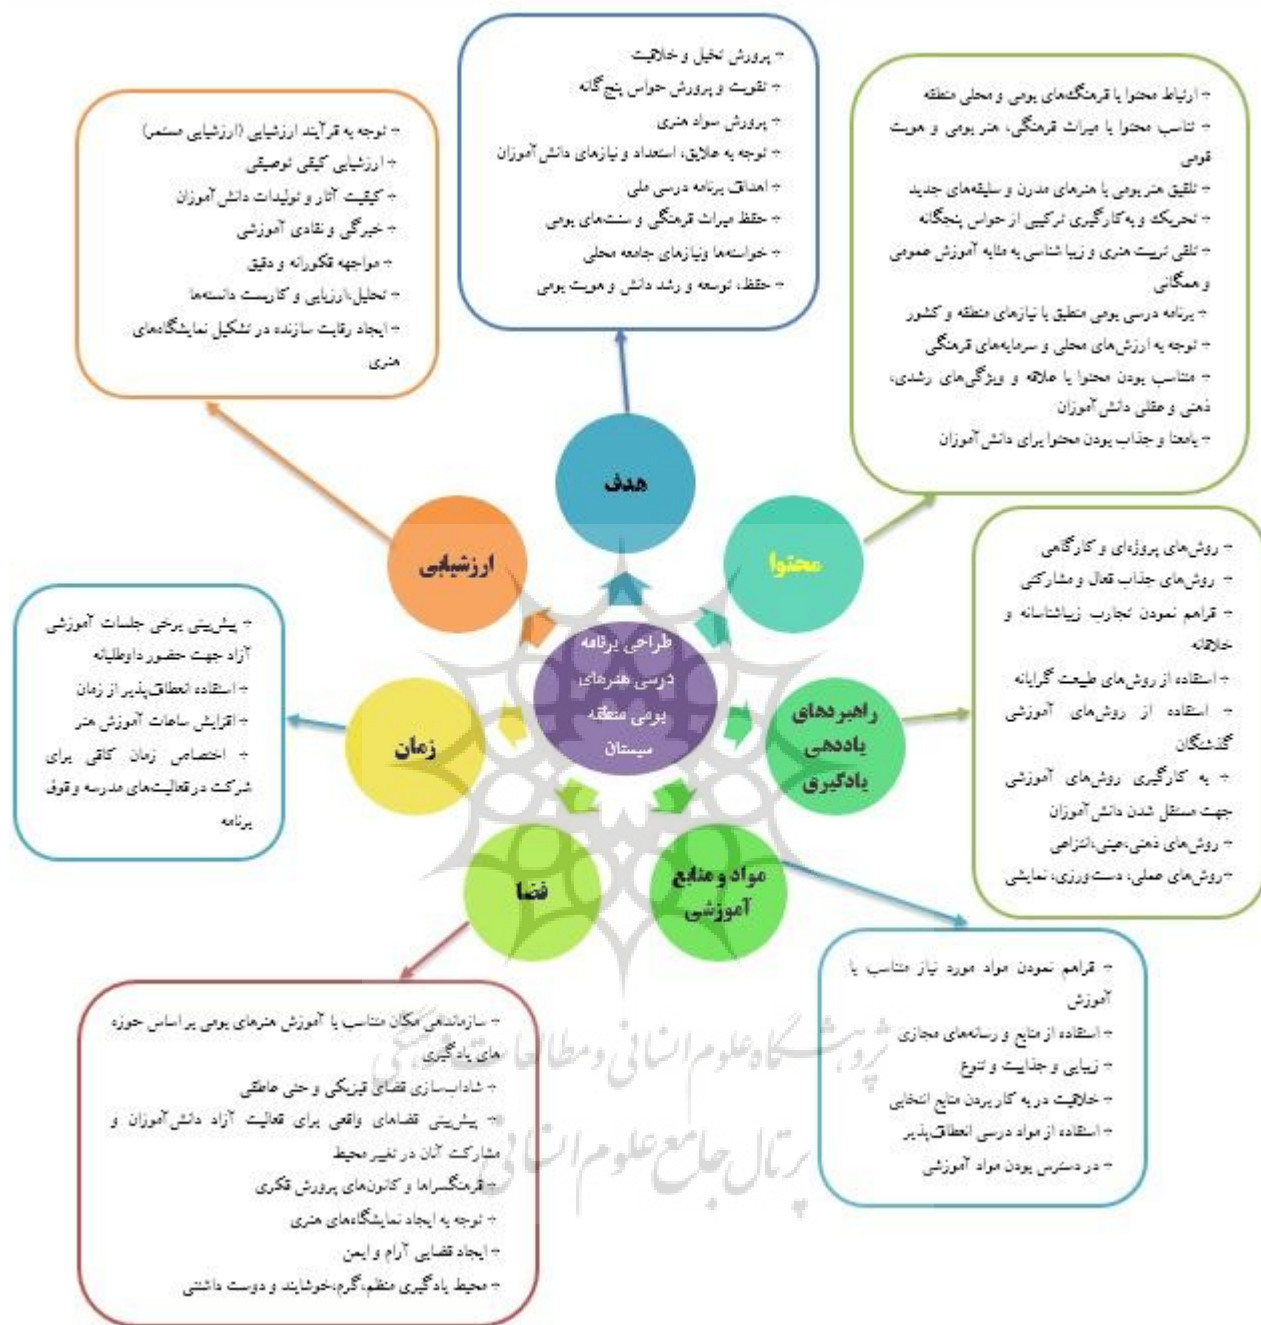 + پرورش تخیل و خلاقیت
+ تقویت و پرورش حواس پنج‌گانه
+ پرورش سواد هنری
+ توجه به علایق، استعداد و نیازهای دانش‌آموزان
+ اهداف برنامه درسی ملی
+ حفظ میراث فرهنگی و سنت‌های بومی
+ خواسته‌ها ونیازهای جامعه محلی
+ حفظ، توسعه و رشد دانش و هویت بومی
+ ارتباط محتوا با فرهنگ‌های بومی و محلی منطقه
+ تناسب محتوا با میراث فرهنگی، هنر بومی و هویت
قومی
+ تلفیق هنر بومی با هنرهای مدرن و سلیقه‌های جدید
+ تحریک و به‌کارگیری ترکیبی از حواس پنجگانه
+ تلقی تربیت هنری و زیبا شناسی به مثابه آموزش عمومی
و همگانی
+ برنامه درسی بومی منطبق با نیازهای منطقه و کشور
+ توجه به ارزش‌های محلی و سرمایه‌های فرهنگی
+ متناسب بودن محتوا با علاقه و ویژگی‌های رشدی،
ذهنی و عقلی دانش‌آموزان
+ بامعنا و جذاب بودن محتوا برای دانش‌آموزان
+ توجه به فرآیند ارزشیابی (ارزشیابی مستمر)
+ ارزشیابی کیفی توصیفی
+ کیفیت آثار و تولیدات دانش‌آموزان
+ خبرگی و نقادی آموزشی
+ مواجهه فکورانه و دقیق
+ تحلیل،ارزیابی و کاربست دانسته‌ها
+ ایجاد رقابت سازنده در تشکیل نمایشگاه‌های
هنری
هدف
محتوا
ارزشیابی
+ روش‌های پروژه‌ای و کارگاهی
+ روش‌های جذاب فعال و مشارکتی
+ فراهم نمودن تجارب زیباشناسانه و
خلاقانه
+ استفاده از روش‌های طبیعت گرایانه
+ استفاده از روش‌های آموزشی
گذشتگان
+ به کارگیری روش‌های آموزشی
جهت مستقل شدن دانش‌آموزان
+ روش‌های ذهنی،عینی،انتزاعی
+روش‌های عملی، دست‌ورزی، نمایشی
+ پیش‌بینی برخی جلسات آموزشی
آزاد جهت حضور داوطلبانه
+ استفاده انعطاف‌پذیر از زمان
+ افزایش ساعات آموزش هنر
+ اختصاص زمان کافی برای
شرکت در فعالیت‌های مدرسه و فوق
برنامه
طراحی برنامه
درسی هنرهای
بومی منطقه
سیستان
راهبردهای
یاددهی
یادگیری
زمان
مواد و منابع
آموزشی
فضا
+ فراهم نمودن مواد مورد نیاز متناسب با
آموزش
+ استفاده از منابع و رسانه‌های مجازی
+ زیبایی و جذابیت و تنوع
+ خلاقیت در به کار بردن منابع انتخابی
+ استفاده از مواد درسی انعطاف‌پذیر
+ در دسترس بودن مواد آموزشی
+ سازماندهی مکان متناسب با آموزش هنرهای بومی بر اساس حوزه
های یادگیری
+ شاداب‌سازی فضای فیزیکی و حتی عاطفی
+ پیش‌بینی فضاهای واقعی برای فعالیت آزاد دانش‌آموزان و
مشارکت آنان در تغییر محیط
+ فرهنگسراها و کانون‌های پرورش فکری
+ توجه به ایجاد نمایشگاه‌های هنری
+ ایجاد فضایی آرام و ایمن
+ محیط یادگیری منظم،گرم،خوشایند و دوست داشتنی
پژوهشگاه علوم انسانی و مطالعات فرهنگی
پرتال جامع علوم انسانی